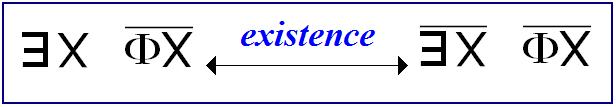 ∃X Φ̅X̅ existence ∃̅X̅ Φ̅X̅